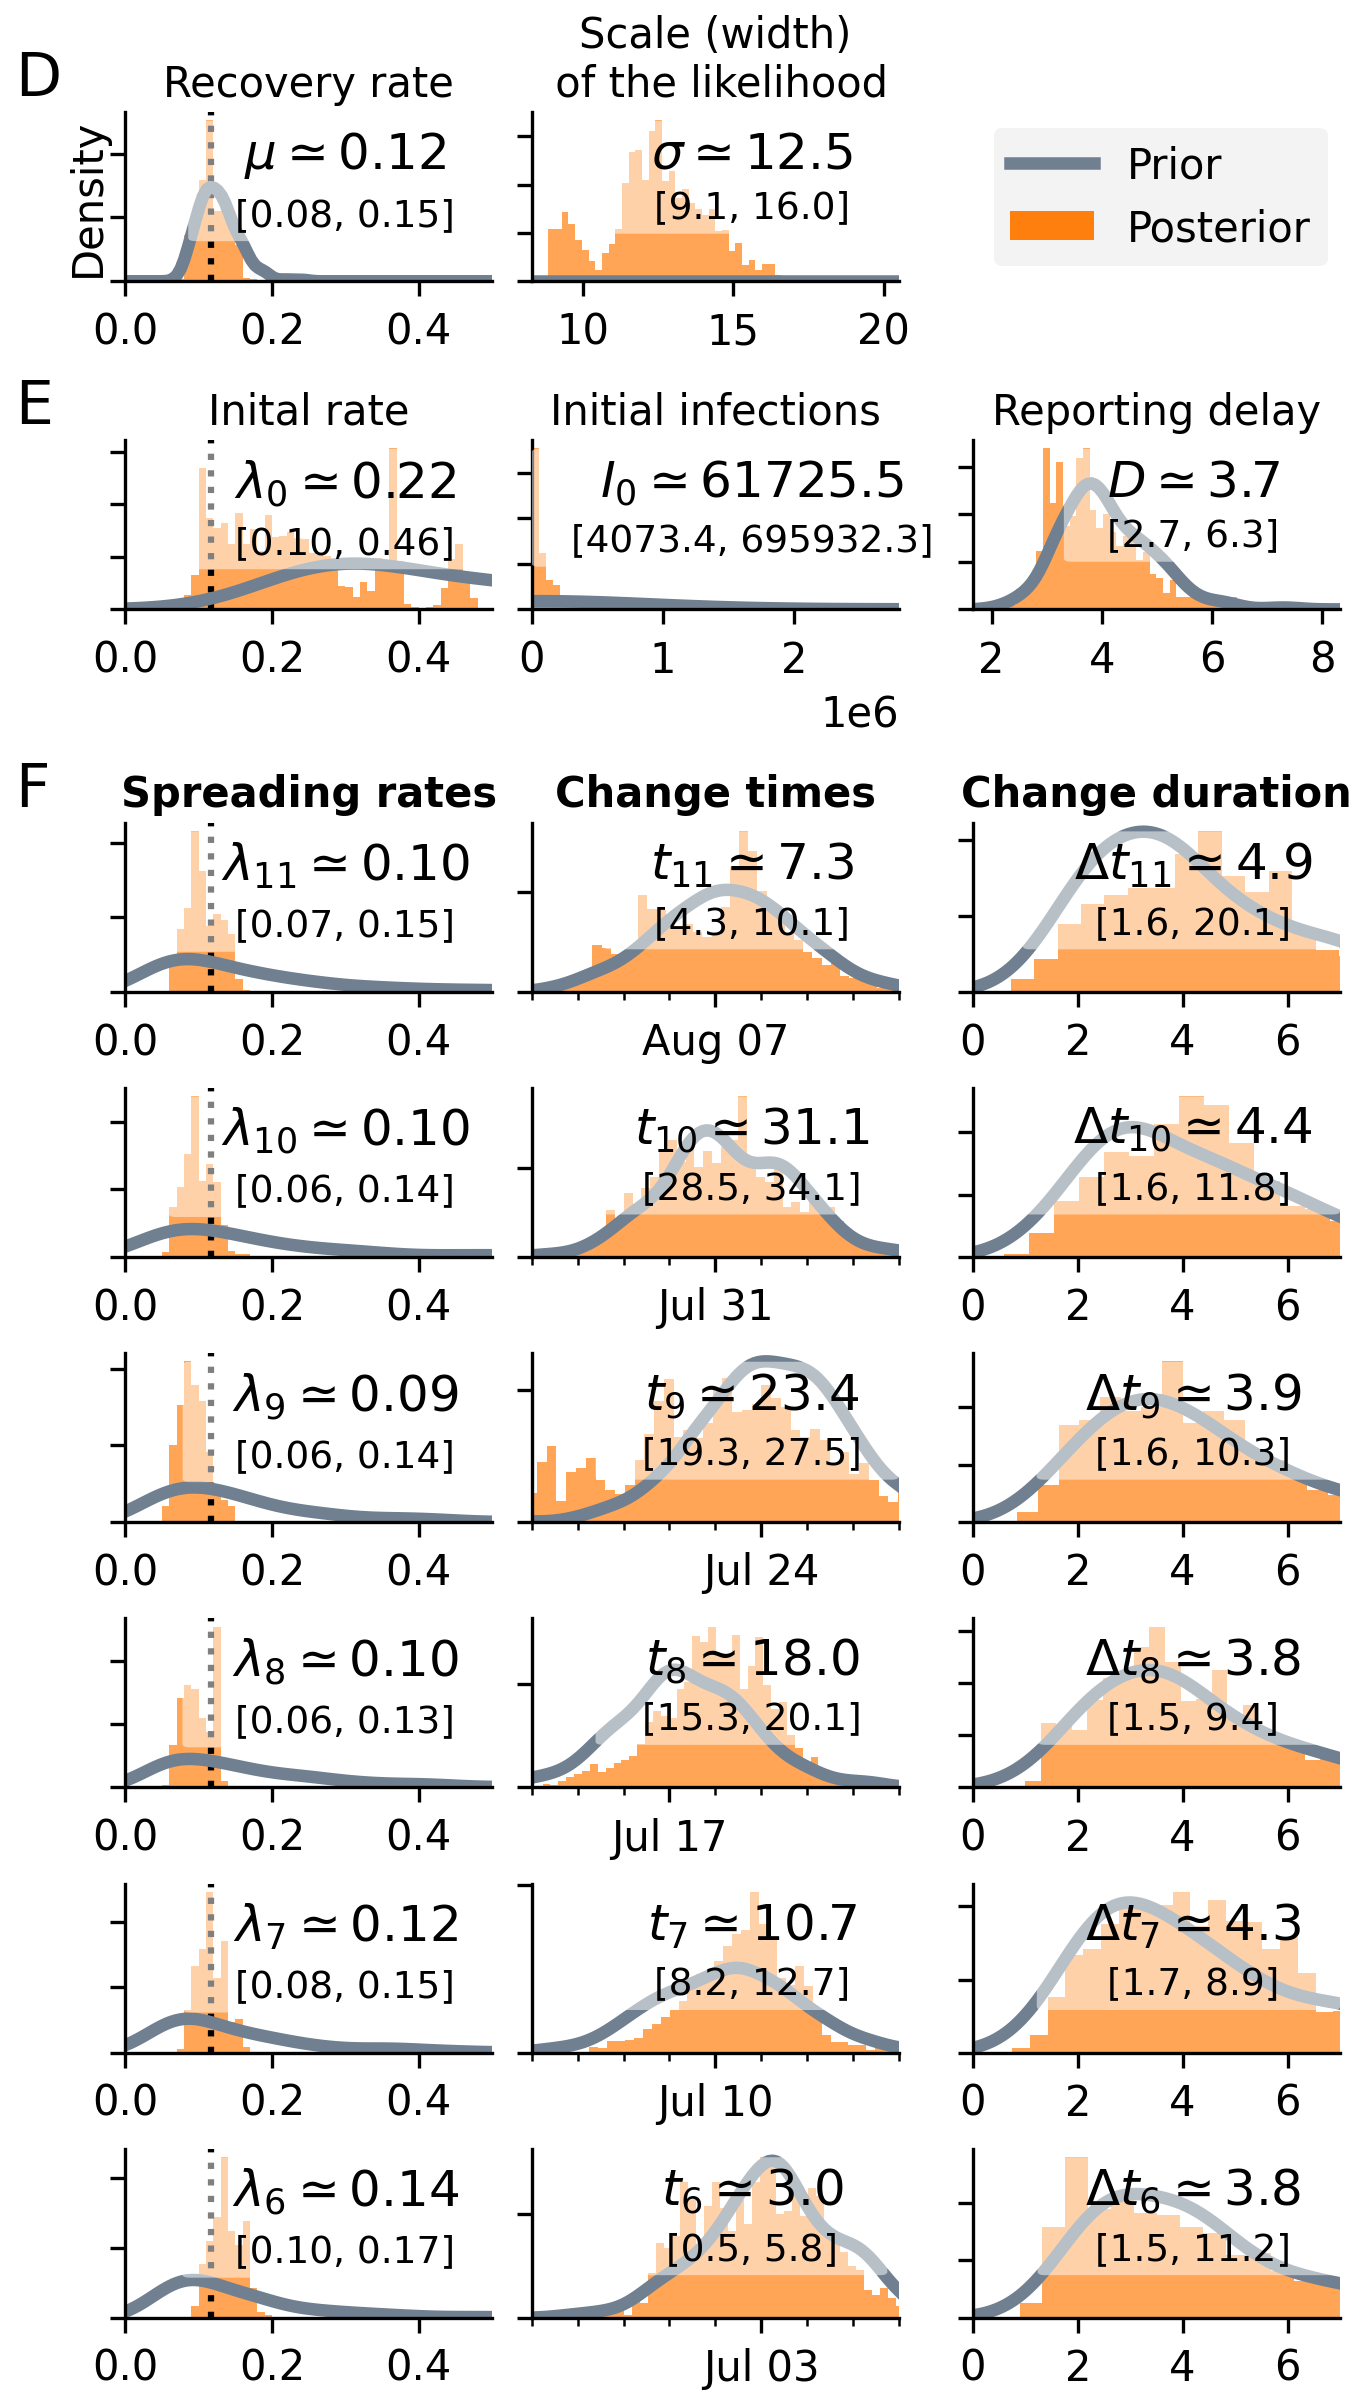 D
Recovery rate
Scale (width)
of the likelihood
Density
μ ≃ 0.12
[0.08, 0.15]
σ ≃ 12.5
[9.1, 16.0]
Prior
Posterior
0.0 0.2 0.4
10 15 20
E
Inital rate
Initial infections
Reporting delay
λ₀ ≃ 0.22
[0.10, 0.46]
I₀ ≃ 61725.5
[4073.4, 695932.3]
D ≃ 3.7
[2.7, 6.3]
0.0 0.2 0.4
0 1 2
1e6
2 4 6 8
F
Spreading rates
Change times
Change duration
λ₁₁ ≃ 0.10
[0.07, 0.15]
t₁₁ ≃ 7.3
[4.3, 10.1]
Δt₁₁ ≃ 4.9
[1.6, 20.1]
0.0 0.2 0.4
Aug 07
0 2 4 6
λ₁₀ ≃ 0.10
[0.06, 0.14]
t₁₀ ≃ 31.1
[28.5, 34.1]
Δt₁₀ ≃ 4.4
[1.6, 11.8]
0.0 0.2 0.4
Jul 31
0 2 4 6
λ₉ ≃ 0.09
[0.06, 0.14]
t₉ ≃ 23.4
[19.3, 27.5]
Δt₉ ≃ 3.9
[1.6, 10.3]
0.0 0.2 0.4
Jul 24
0 2 4 6
λ₈ ≃ 0.10
[0.06, 0.13]
t₈ ≃ 18.0
[15.3, 20.1]
Δt₈ ≃ 3.8
[1.5, 9.4]
0.0 0.2 0.4
Jul 17
0 2 4 6
λ₇ ≃ 0.12
[0.08, 0.15]
t₇ ≃ 10.7
[8.2, 12.7]
Δt₇ ≃ 4.3
[1.7, 8.9]
0.0 0.2 0.4
Jul 10
0 2 4 6
λ₆ ≃ 0.14
[0.10, 0.17]
t₆ ≃ 3.0
[0.5, 5.8]
Δt₆ ≃ 3.8
[1.5, 11.2]
0.0 0.2 0.4
Jul 03
0 2 4 6